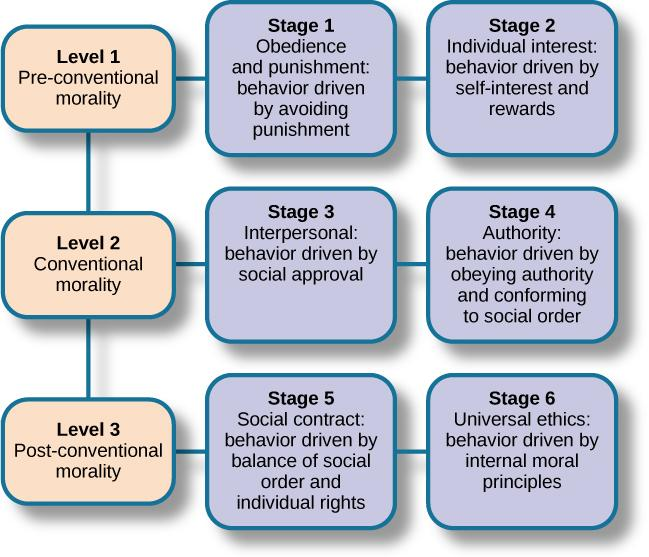 Level 1
Pre-conventional
morality
Stage 1
Obedience
and punishment:
behavior driven
by avoiding
punishment
Stage 2
Individual interest:
behavior driven by
self-interest and
rewards
Level 2
Conventional
morality
Stage 3
Interpersonal:
behavior driven by
social approval
Stage 4
Authority:
behavior driven by
obeying authority
and conforming
to social order
Level 3
Post-conventional
morality
Stage 5
Social contract:
behavior driven by
balance of social
order and
individual rights
Stage 6
Universal ethics:
behavior driven by
internal moral
principles